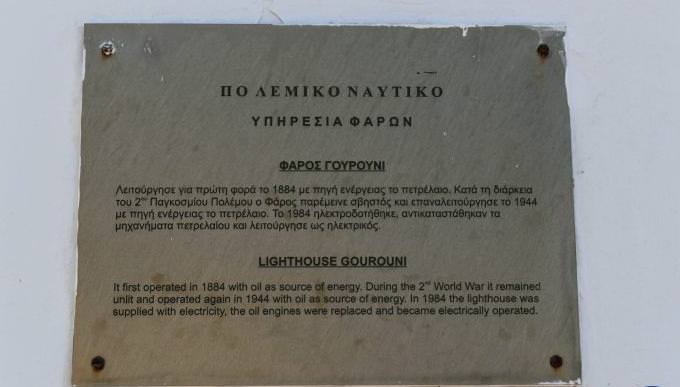 ΠΟΛΕΜΙΚΟ ΝΑΥΤΙΚΟ
ΥΠΗΡΕΣΙΑ ΦΑΡΩΝ
ΦΑΡΟΣ ΓΟΥΡΟΥΝΙ
Λειτούργησε για πρώτη φορά το 1884 με πηγή ενέργειας το πετρέλαιο. Κατά τη διάρκεια
του 2ου Παγκοσμίου Πολέμου ο Φάρος παρέμεινε σβηστός και επαναλειτούργησε το 1944
με πηγή ενέργειας το πετρέλαιο. Το 1984 ηλεκτροδοτήθηκε, αντικαταστάθηκαν τα
μηχανήματα πετρελαίου και λειτούργησε ως ηλεκτρικός.
LIGHTHOUSE GOUROUNI
It first operated in 1884 with oil as source of energy. During the 2nd World War it remained
unlit and operated again in 1944 with oil as source of energy. In 1984 the lighthouse was
supplied with electricity, the oil engines were replaced and became electrically operated.